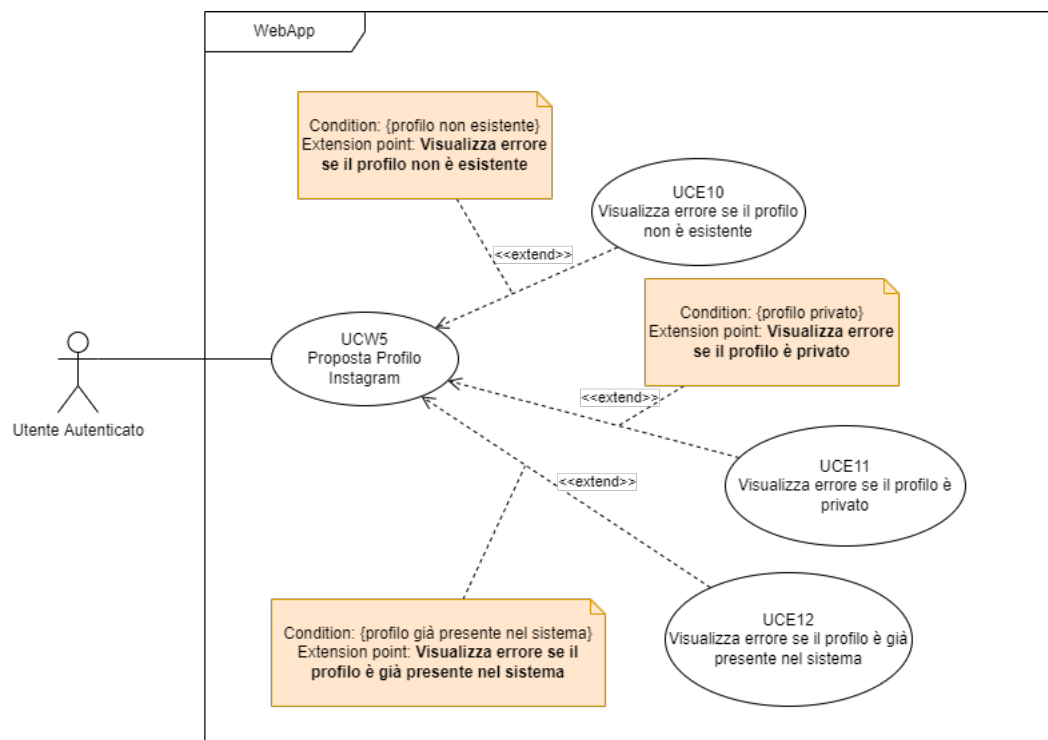 WebApp
Condition: {profilo non esistente}
Extension point: Visualizza errore
se il profilo non è esistente
UCE10
Visualizza errore se il profilo
non è esistente
<<extend>>
Condition: {profilo privato}
Extension point: Visualizza errore
se il profilo è privato
UCW5
Proposta Profilo
Instagram
<<extend>>
Utente Autenticato
UCE11
Visualizza errore se il profilo è
privato
<<extend>>
UCE12
Visualizza errore se il profilo è già
presente nel sistema
Condition: {profilo già presente nel sistema}
Extension point: Visualizza errore se il
profilo è già presente nel sistema